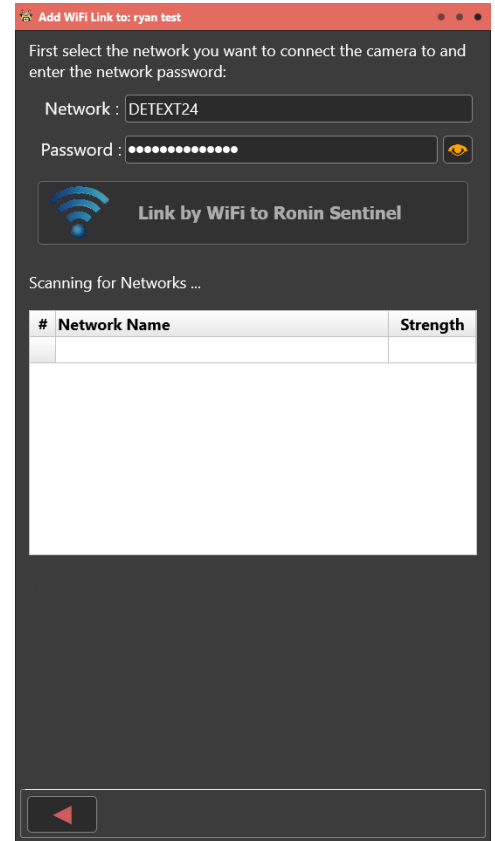 Add WiFi Link to: ryan test
First select the network you want to connect the camera to and
enter the network password:
Network : DETEXT24
Password : ●●●●●●●●●●●●●●
Link by WiFi to Ronin Sentinel
Scanning for Networks ...
# Network Name Strength